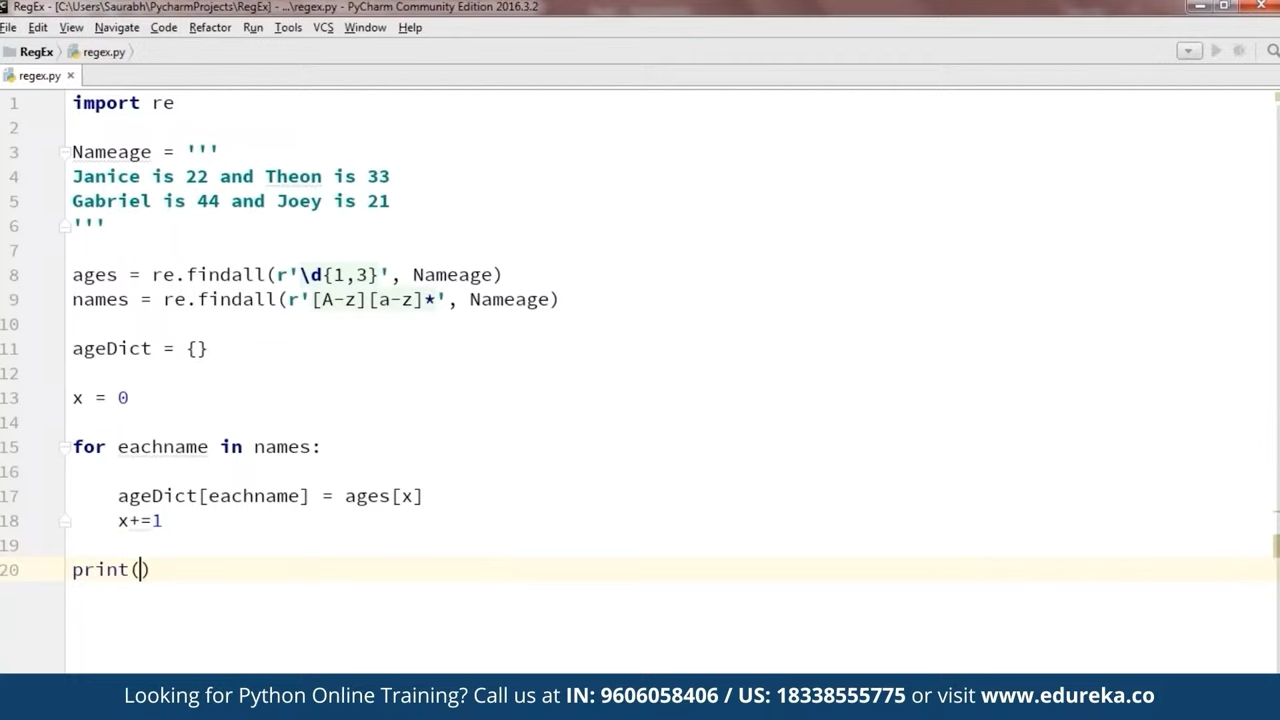 RegEx - [C:\Users\Saurabh\PycharmProjects\RegEx] - ...\regex.py - PyCharm Community Edition 2016.3.2
File Edit View Navigate Code Refactor Run Tools VCS Window Help
RegEx regex.py
regex.py ×
1 import re
2
3 Nameage = '''
4 Janice is 22 and Theon is 33
5 Gabriel is 44 and Joey is 21
6 '''
7
8 ages = re.findall(r'\d{1,3}', Nameage)
9 names = re.findall(r'[A-z][a-z]*', Nameage)
10
11 ageDict = {}
12
13 x = 0
14
15 for eachname in names:
16
17 ageDict[eachname] = ages[x]
18 x+=1
19
20 print()
Looking for Python Online Training? Call us at IN: 9606058406 / US: 18338555775 or visit www.edureka.co